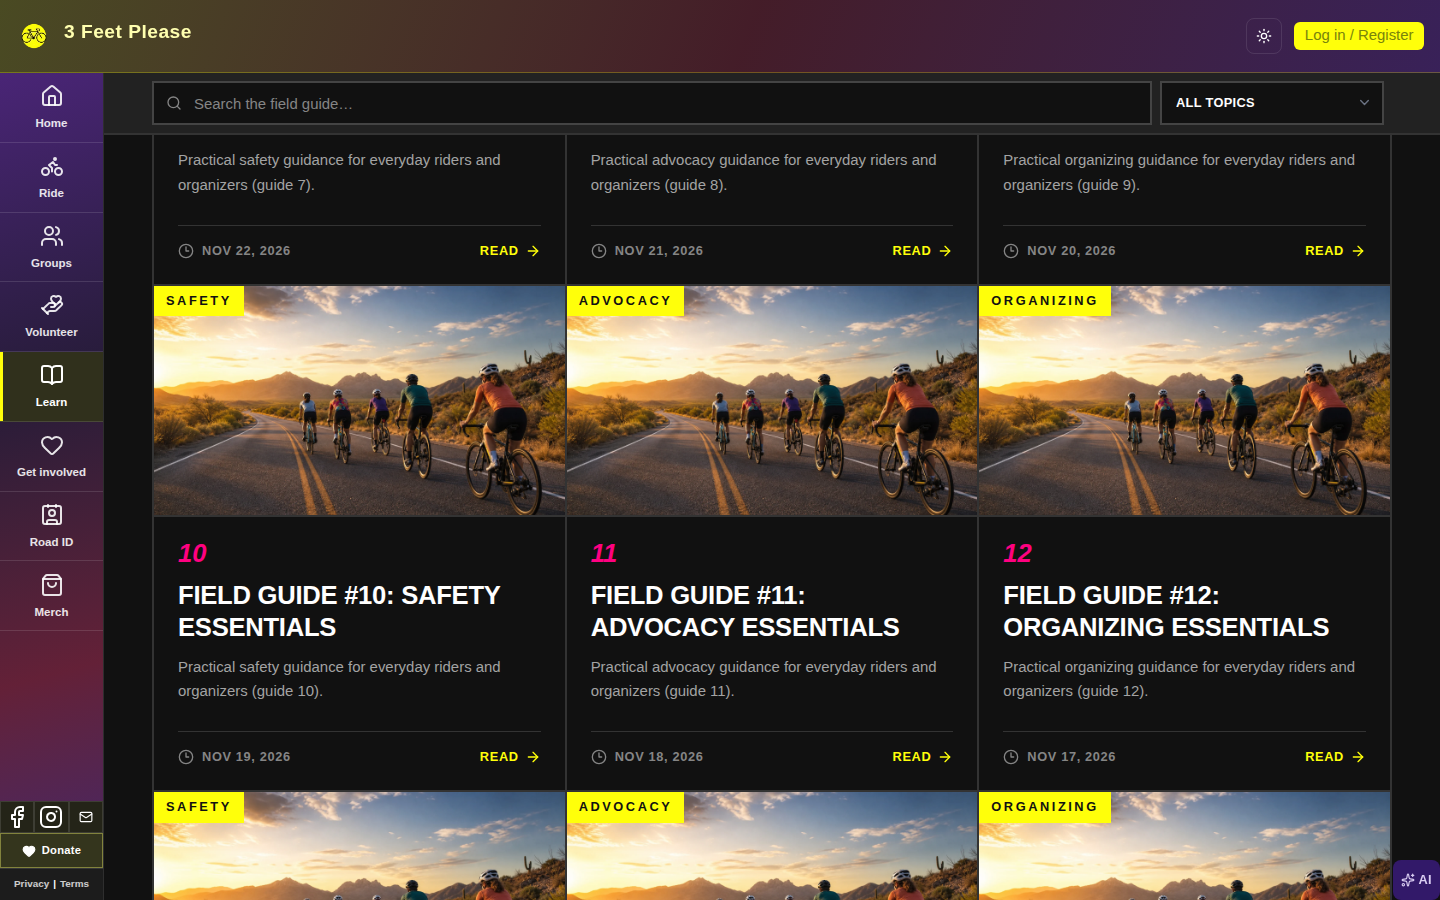 3 Feet Please
Log in / Register
Home
Ride
Groups
Volunteer
Learn
Get involved
Road ID
Merch
Donate
Privacy | Terms
Search the field guide…
ALL TOPICS
Practical safety guidance for everyday riders and
organizers (guide 7).
NOV 22, 2026
READ
Practical advocacy guidance for everyday riders and
organizers (guide 8).
NOV 21, 2026
READ
Practical organizing guidance for everyday riders and
organizers (guide 9).
NOV 20, 2026
READ
SAFETY
10
FIELD GUIDE #10: SAFETY
ESSENTIALS
Practical safety guidance for everyday riders and
organizers (guide 10).
NOV 19, 2026
READ
ADVOCACY
11
FIELD GUIDE #11:
ADVOCACY ESSENTIALS
Practical advocacy guidance for everyday riders and
organizers (guide 11).
NOV 18, 2026
READ
ORGANIZING
12
FIELD GUIDE #12:
ORGANIZING ESSENTIALS
Practical organizing guidance for everyday riders and
organizers (guide 12).
NOV 17, 2026
READ
SAFETY
ADVOCACY
ORGANIZING
AI